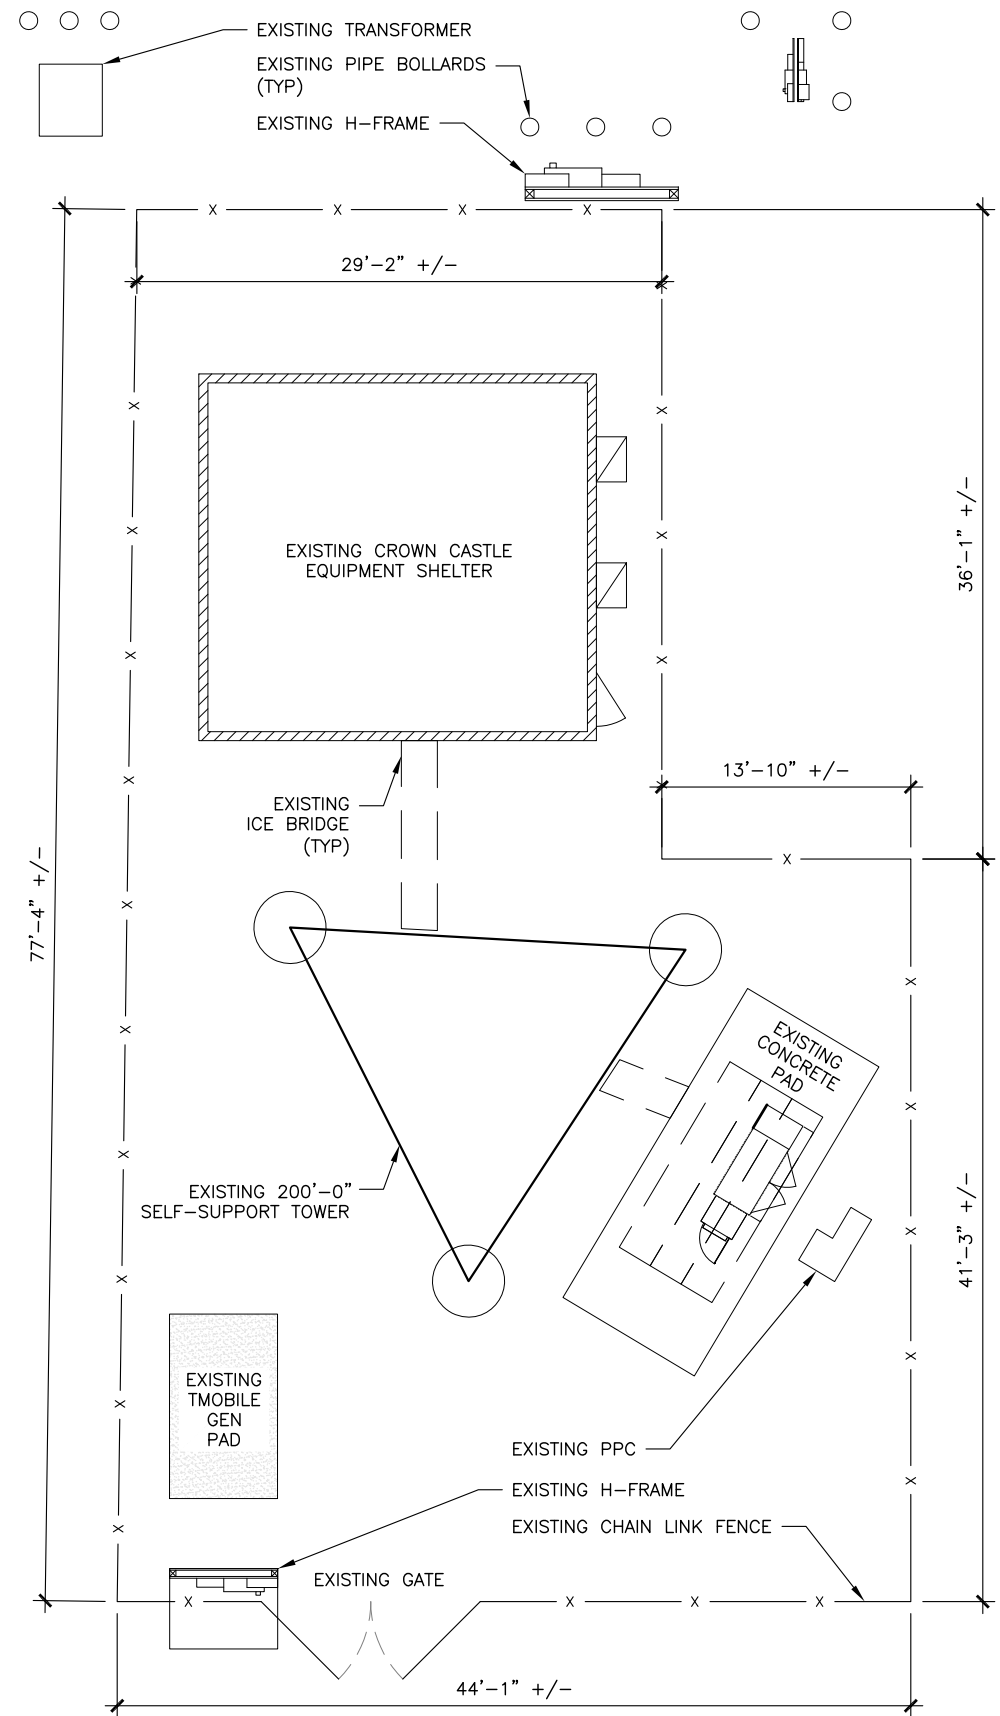 EXISTING TRANSFORMER
EXISTING PIPE BOLLARDS
(TYP)
EXISTING H-FRAME
29'-2" +/-
36'-1" +/-
EXISTING CROWN CASTLE
EQUIPMENT SHELTER
13'-10" +/-
EXISTING
ICE BRIDGE
(TYP)
77'-4" +/-
EXISTING
CONCRETE
PAD
EXISTING 200'-0"
SELF-SUPPORT TOWER
41'-3" +/-
EXISTING
TMOBILE
GEN
PAD
EXISTING PPC
EXISTING H-FRAME
EXISTING CHAIN LINK FENCE
EXISTING GATE
44'-1" +/-